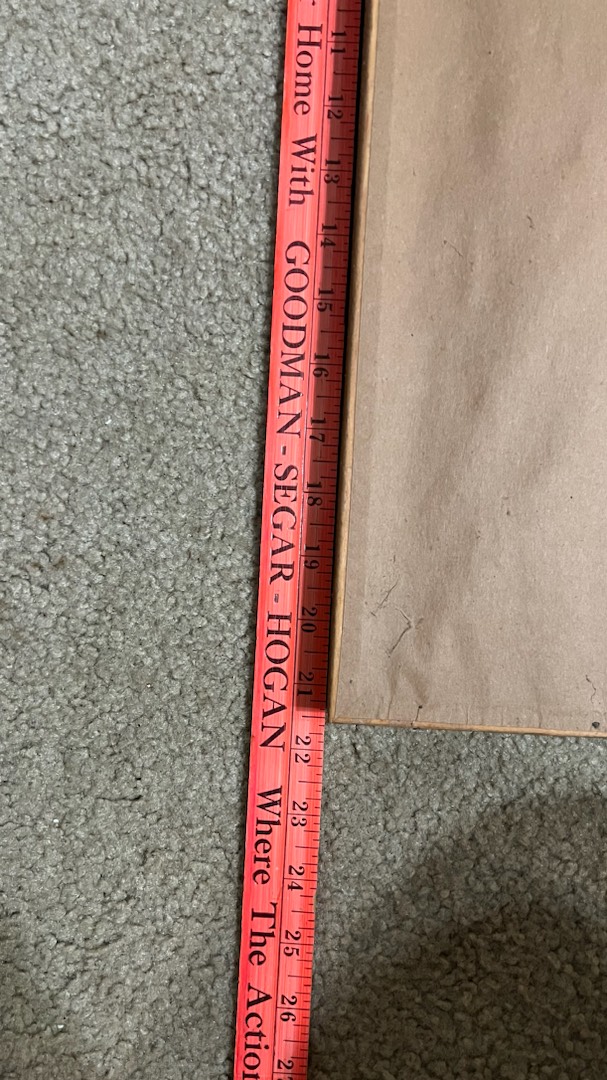 · Home With GOODMAN - SEGAR - HOGAN Where The Action
11 12 13 14 15 16 17 18 19 20 21 22 23 24 25 26 2